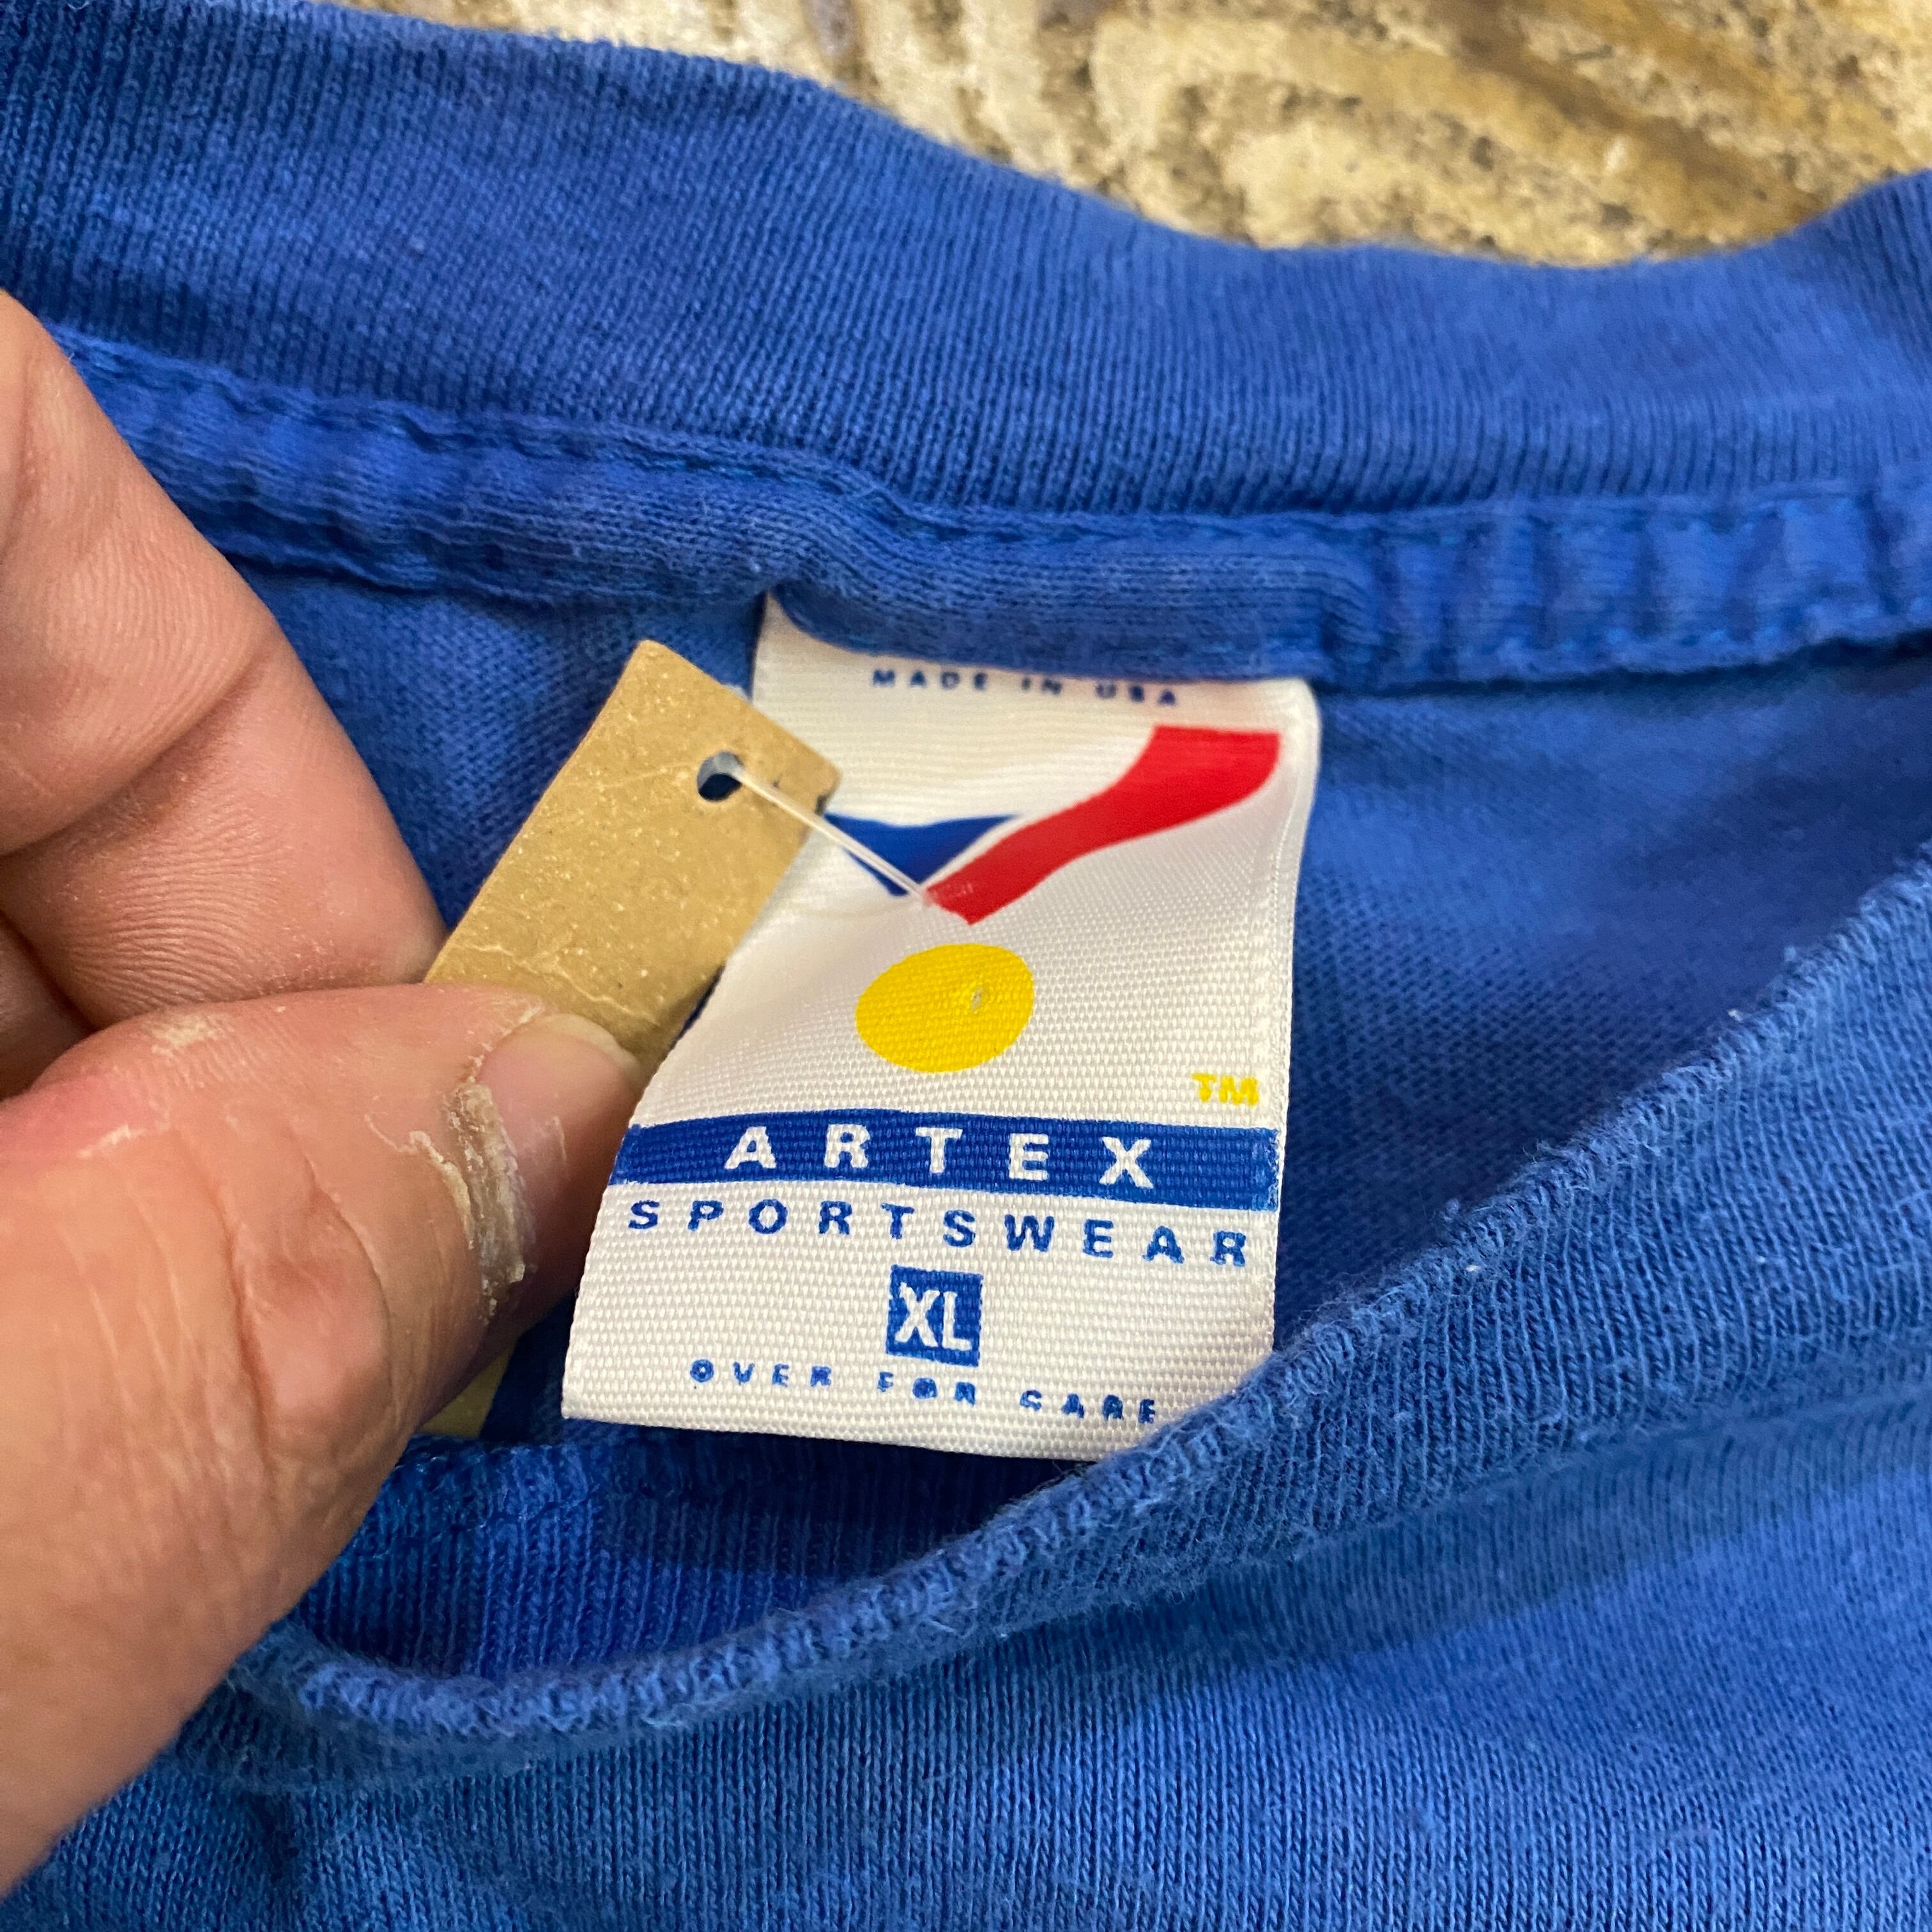 MADE IN USA
TM
ARTEX
SPORTSWEAR
XL
OVER FOR CARE